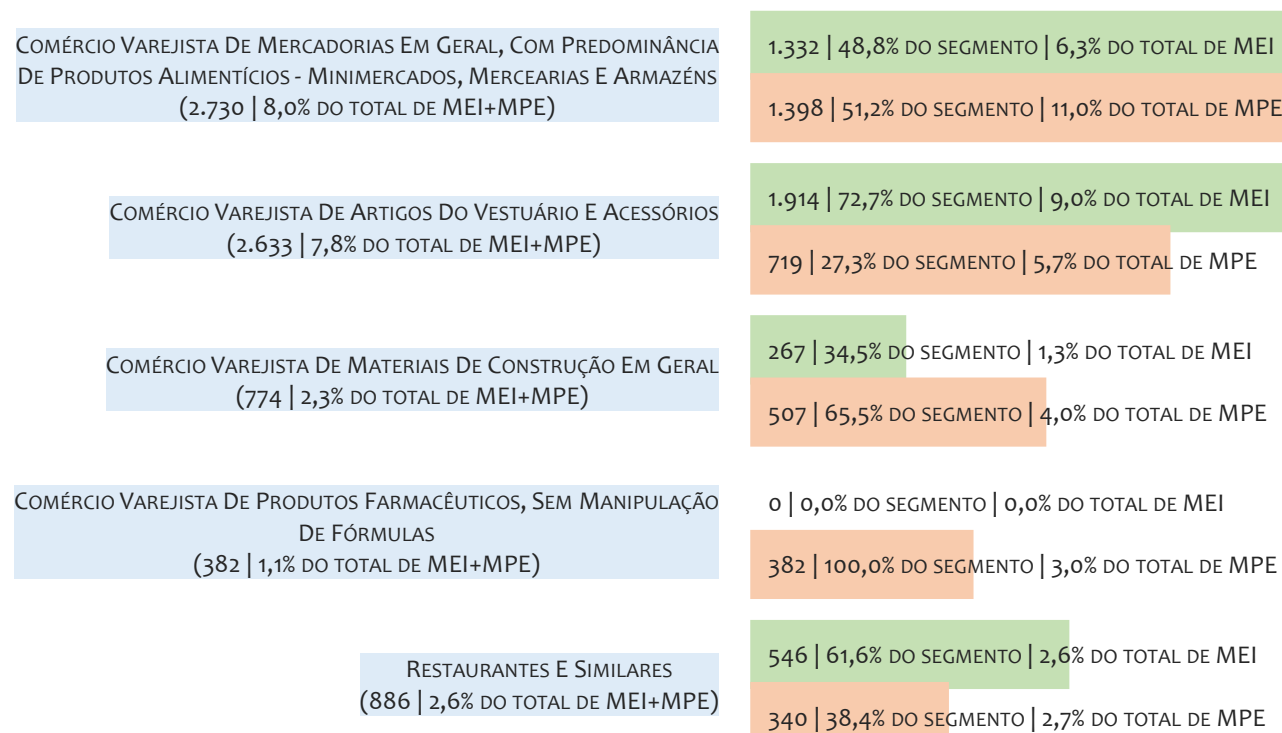 Comércio Varejista De Mercadorias Em Geral, Com Predominância
De Produtos Alimentícios - Minimercados, Mercearias E Armazéns
(2.730 | 8,0% do total de MEI+MPE)
1.332 | 48,8% do segmento | 6,3% do total de MEI
1.398 | 51,2% do segmento | 11,0% do total de MPE
Comércio Varejista De Artigos Do Vestuário E Acessórios
(2.633 | 7,8% do total de MEI+MPE)
1.914 | 72,7% do segmento | 9,0% do total de MEI
719 | 27,3% do segmento | 5,7% do total de MPE
Comércio Varejista De Materiais De Construção Em Geral
(774 | 2,3% do total de MEI+MPE)
267 | 34,5% do segmento | 1,3% do total de MEI
507 | 65,5% do segmento | 4,0% do total de MPE
Comércio Varejista De Produtos Farmacêuticos, Sem Manipulação
De Fórmulas
(382 | 1,1% do total de MEI+MPE)
0 | 0,0% do segmento | 0,0% do total de MEI
382 | 100,0% do segmento | 3,0% do total de MPE
Restaurantes E Similares
(886 | 2,6% do total de MEI+MPE)
546 | 61,6% do segmento | 2,6% do total de MEI
340 | 38,4% do segmento | 2,7% do total de MPE